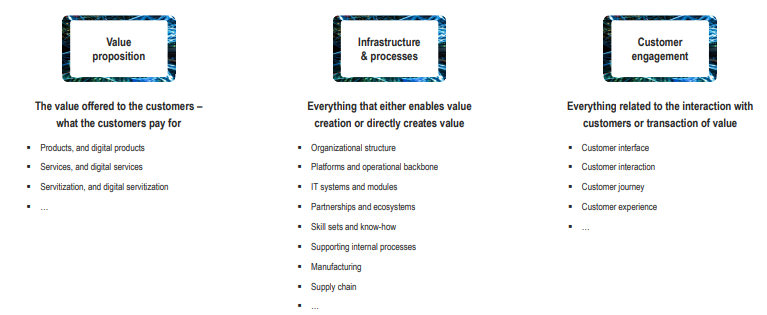 Value
proposition
The value offered to the customers –
what the customers pay for
▪ Products, and digital products
▪ Services, and digital services
▪ Servitization, and digital servitization
▪ …
Infrastructure
& processes
Everything that either enables value
creation or directly creates value
▪ Organizational structure
▪ Platforms and operational backbone
▪ IT systems and modules
▪ Partnerships and ecosystems
▪ Skill sets and know-how
▪ Supporting internal processes
▪ Manufacturing
▪ Supply chain
▪ …
Customer
engagement
Everything related to the interaction with
customers or transaction of value
▪ Customer interface
▪ Customer interaction
▪ Customer journey
▪ Customer experience
▪ …